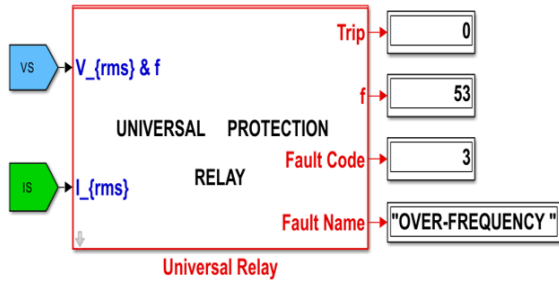 Trip
0
VS
V_{rms} & f
f
53
UNIVERSAL PROTECTION
RELAY
Fault Code
3
IS
I_{rms}
Fault Name
"OVER-FREQUENCY "
Universal Relay